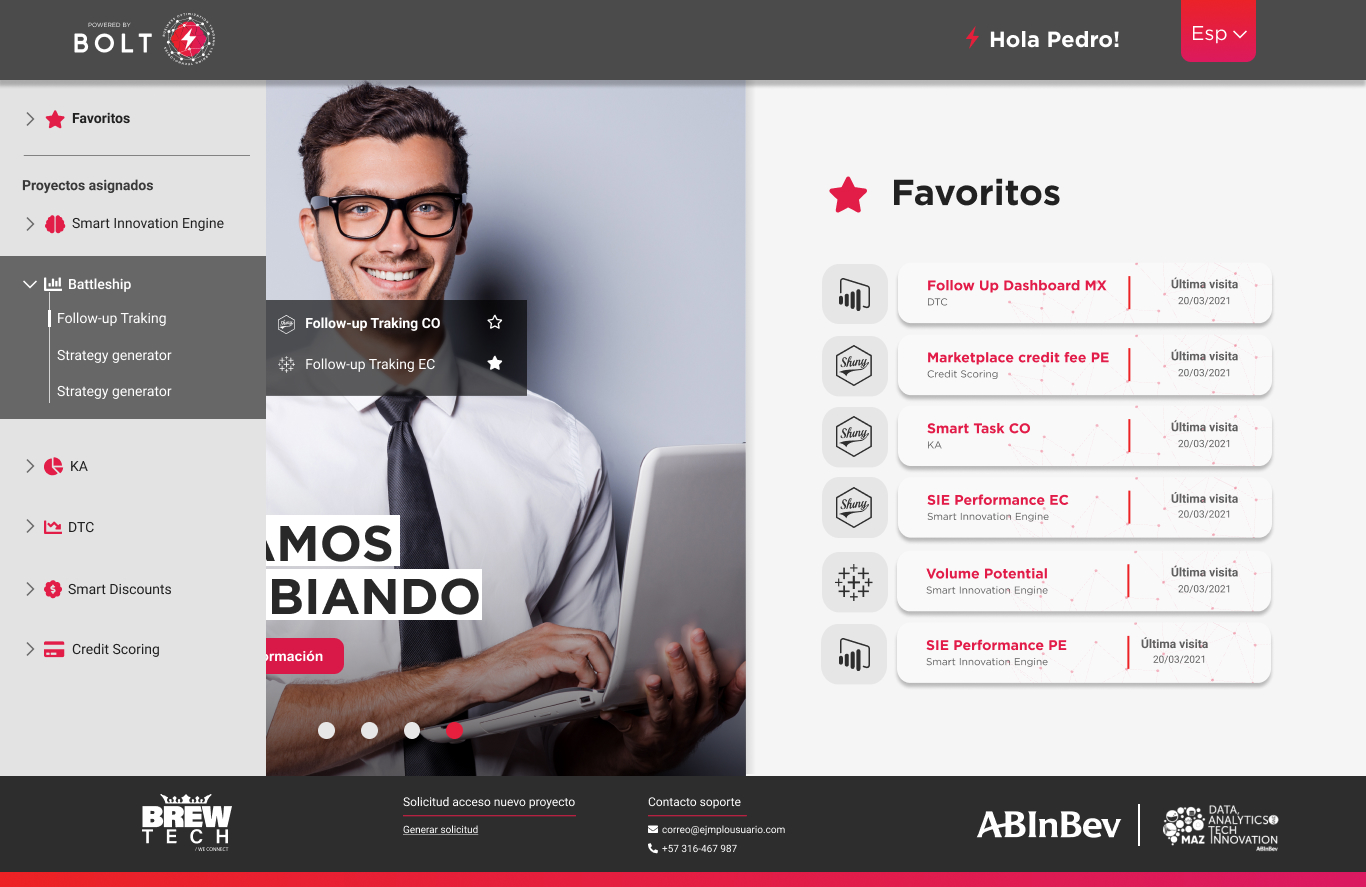 POWERED BY
BOLT
Hola Pedro!
Esp
Favoritos
Proyectos asignados
Smart Innovation Engine
Battleship
Follow-up Traking
Strategy generator
Strategy generator
KA
DTC
Smart Discounts
Credit Scoring
Follow-up Traking CO
Follow-up Traking EC
AMOS
BIANDO
ormación
Favoritos
Follow Up Dashboard MX
DTC
Última visita
20/03/2021
Shiny
Marketplace credit fee PE
Credit Scoring
Última visita
20/03/2021
Shiny
Smart Task CO
KA
Última visita
20/03/2021
Shiny
SIE Performance EC
Smart Innovation Engine
Última visita
20/03/2021
Volume Potential
Smart Innovation Engine
Última visita
20/03/2021
SIE Performance PE
Smart Innovation Engine
Última visita
20/03/2021
BREW
TECH
/ WE CONNECT
Solicitud acceso nuevo proyecto
Generar solicitud
Contacto soporte
correo@ejmplousuario.com
+57 316-467 987
ABInBev
MAZ
DATA,
ANALYTICS
TECH
INNOVATION
ABInBev